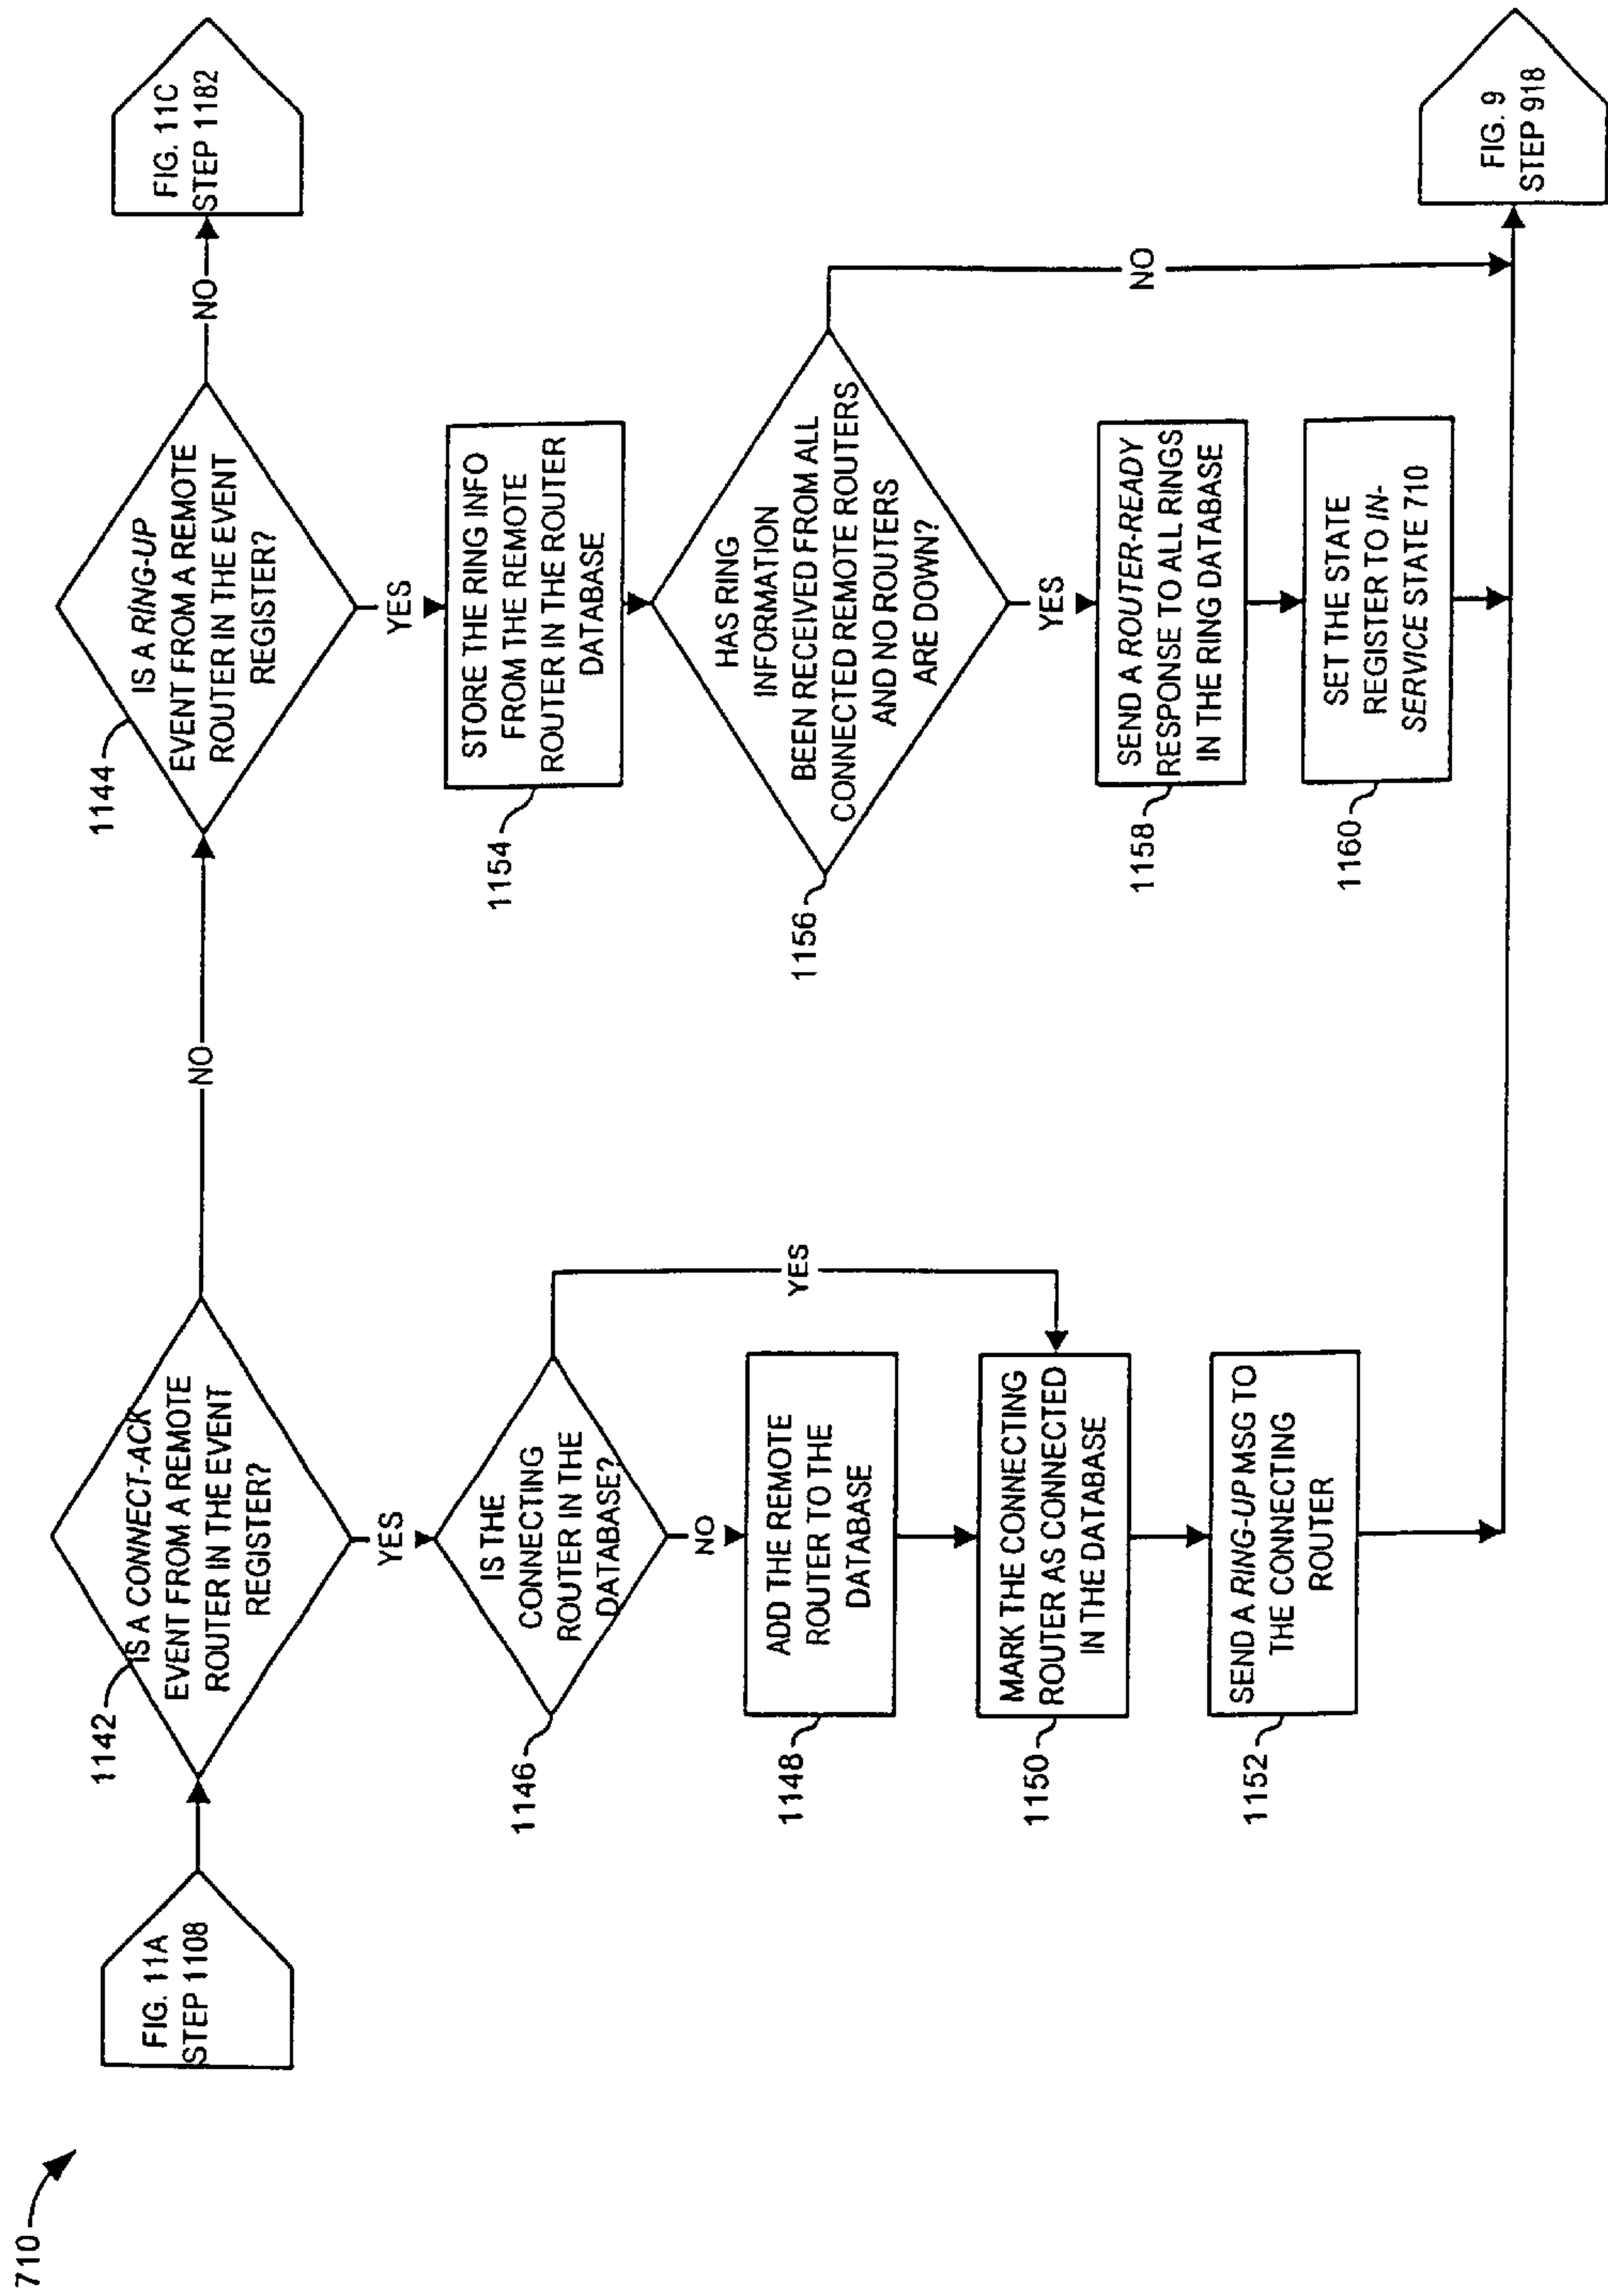 710
FIG. 11A
STEP 1108
1142
IS A CONNECT-ACK
EVENT FROM A REMOTE
ROUTER IN THE EVENT
REGISTER?
NO
YES
1144
IS A RING-UP
EVENT FROM A REMOTE
ROUTER IN THE EVENT
REGISTER?
NO
YES
FIG. 11C
STEP 1182
1146
IS THE
CONNECTING
ROUTER IN THE
DATABASE?
YES
NO
1148
ADD THE REMOTE
ROUTER TO THE
DATABASE
1150
MARK THE CONNECTING
ROUTER AS CONNECTED
IN THE DATABASE
1152
SEND A RING-UP MSG TO
THE CONNECTING
ROUTER
1154
STORE THE RING INFO
FROM THE REMOTE
ROUTER IN THE ROUTER
DATABASE
1156
HAS RING
INFORMATION
BEEN RECEIVED FROM ALL
CONNECTED REMOTE ROUTERS
AND NO ROUTERS
ARE DOWN?
NO
YES
1158
SEND A ROUTER-READY
RESPONSE TO ALL RINGS
IN THE RING DATABASE
1160
SET THE STATE
REGISTER TO IN-
SERVICE STATE 710
FIG. 9
STEP 918